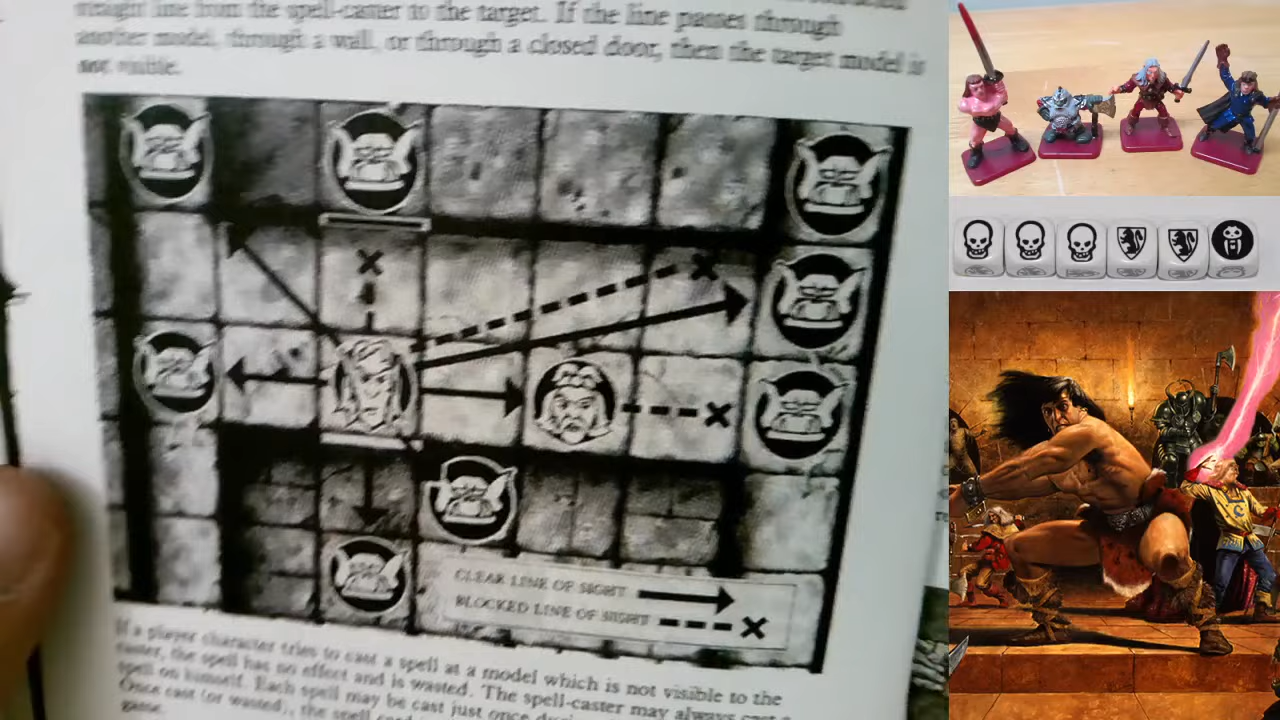 straight line from the spell-caster to the target. If the line passes through
another model, through a wall, or through a closed door, then the target model is
not visible.
CLEAR LINE OF SIGHT
BLOCKED LINE OF SIGHT
If a player character tries to cast a spell at a model which is not visible to the
caster, the spell has no effect and is wasted. The spell-caster may always cast a
spell on himself. Each spell may be cast just once
Once cast (or wasted), the spell card
game.